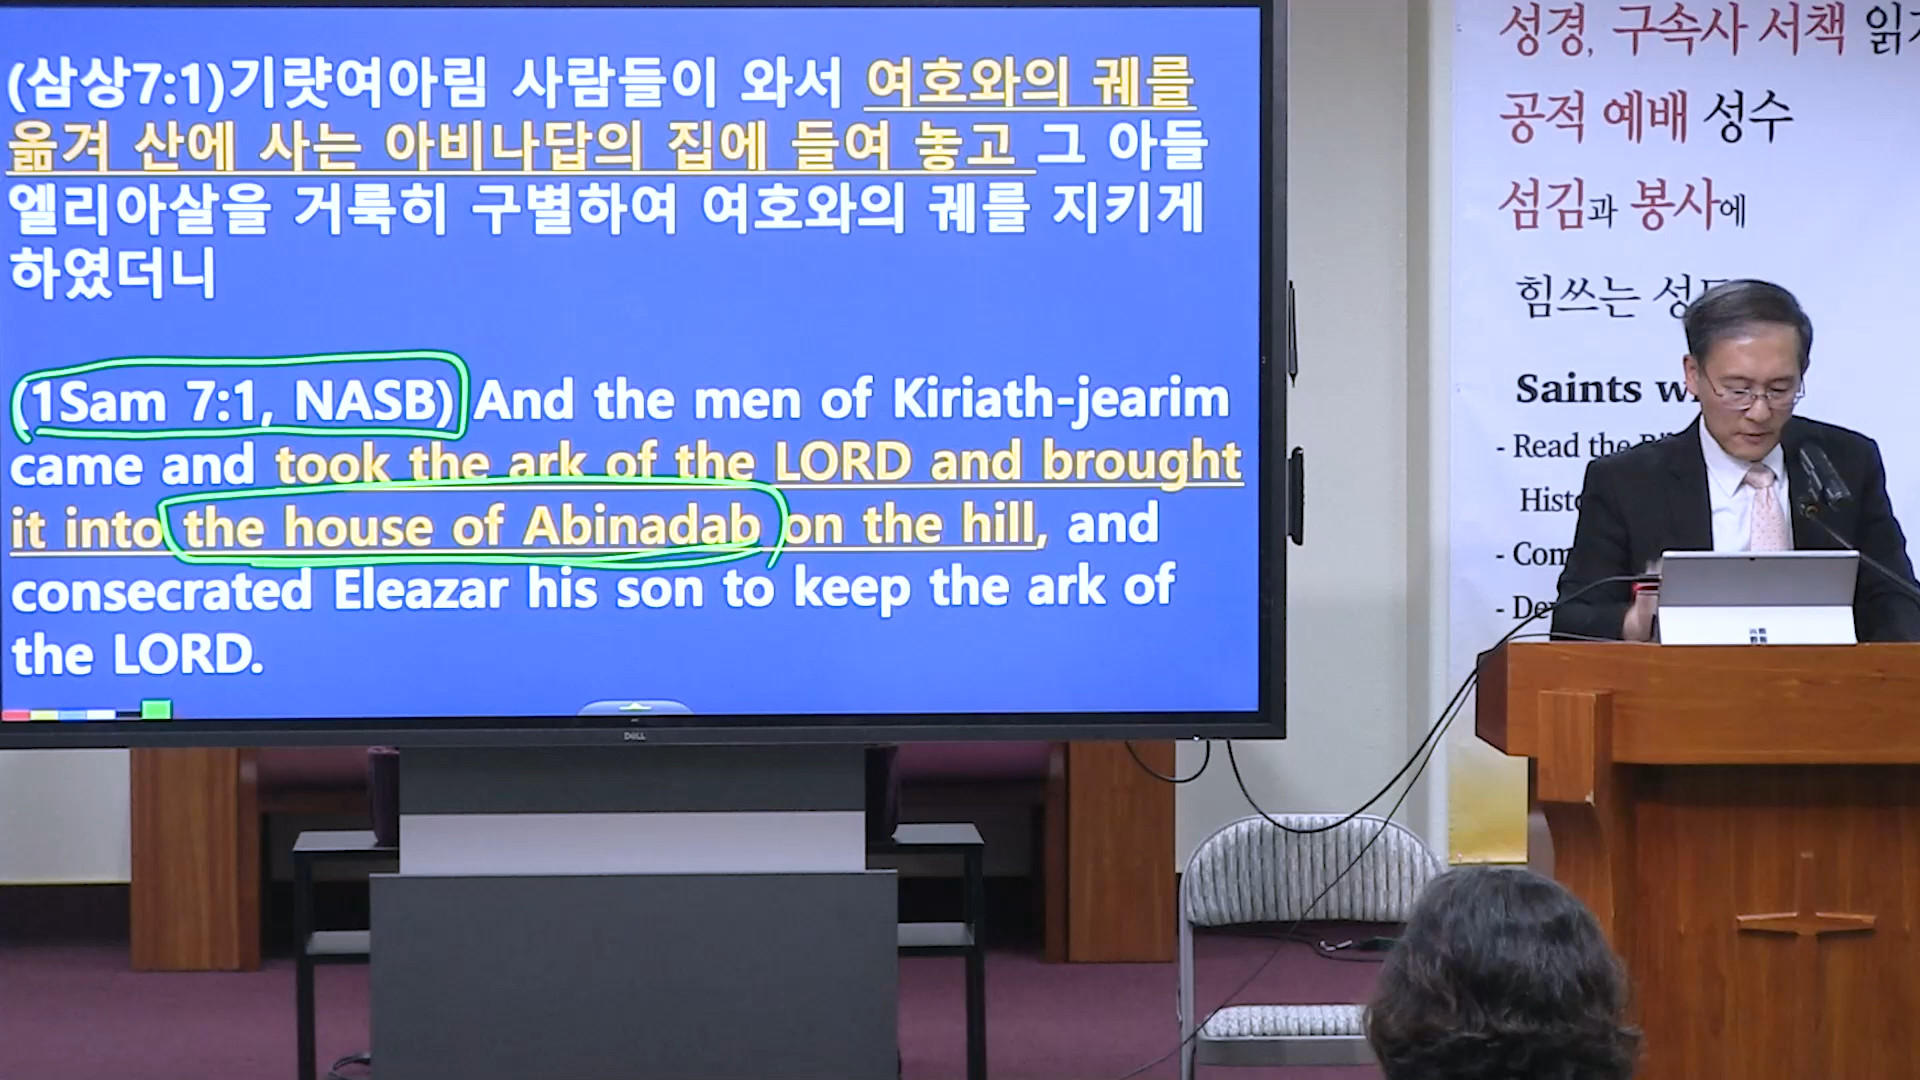 (삼상7:1)기럇여아림 사람들이 와서 여호와의 궤를
옮겨 산에 사는 아비나답의 집에 들여 놓고 그 아들
엘리아살을 거룩히 구별하여 여호와의 궤를 지키게
하였더니
(1Sam 7:1, NASB) And the men of Kiriath-jearim
came and took the ark of the LORD and brought
it into the house of Abinadab on the hill, and
consecrated Eleazar his son to keep the ark of
the LORD.
DELL
성경, 구속사 서책
공적 예배 성수
섬김과 봉사에
힘쓰는
Saints
- Read the
- 
-